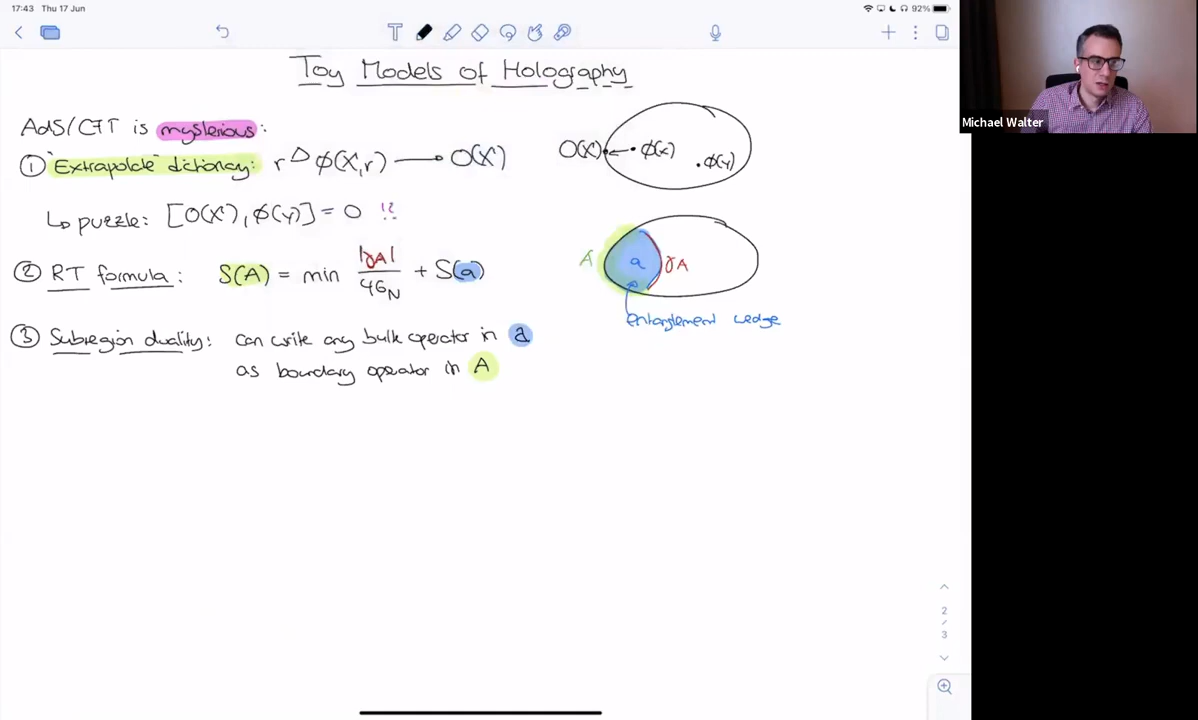 17:43 Thu 17 Jun
92%
Toy Models of Holography
AdS/CFT is mysterious:
① "Extrapolate" dictionary: r^Δ φ(X,r) → O(X)
O(X) ← φ(x)
φ(y)
↳ puzzle: [O(X), φ(y)] = 0 !?
② RT formula: S(A) = min |γA| / 4G_N + S(a)
A a γA
entanglement wedge
③ Subregion duality: can write any bulk operator in a
as boundary operator in A
Michael Walter
2
/
3